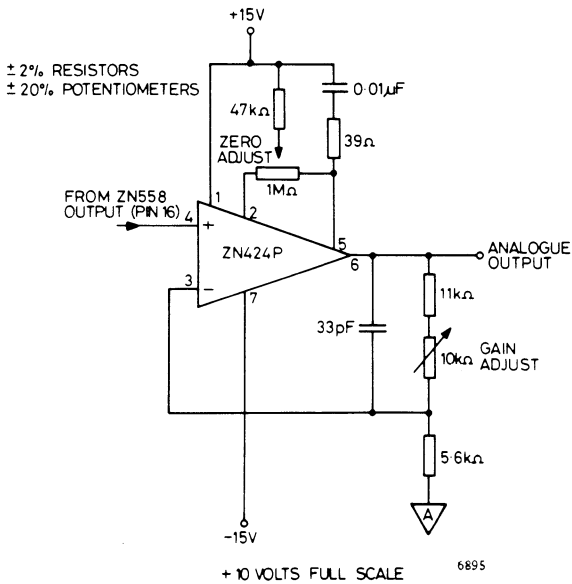 +15V
± 2% RESISTORS
± 20% POTENTIOMETERS
0·01µF
47kΩ
39Ω
ZERO
ADJUST
1MΩ
FROM ZN558
OUTPUT (PIN 16)
1
2
4
+
5
ZN424P
6
ANALOGUE
OUTPUT
3
−
7
11kΩ
33pF
10kΩ
GAIN
ADJUST
5·6kΩ
A
−15V
+ 10 VOLTS FULL SCALE
6895